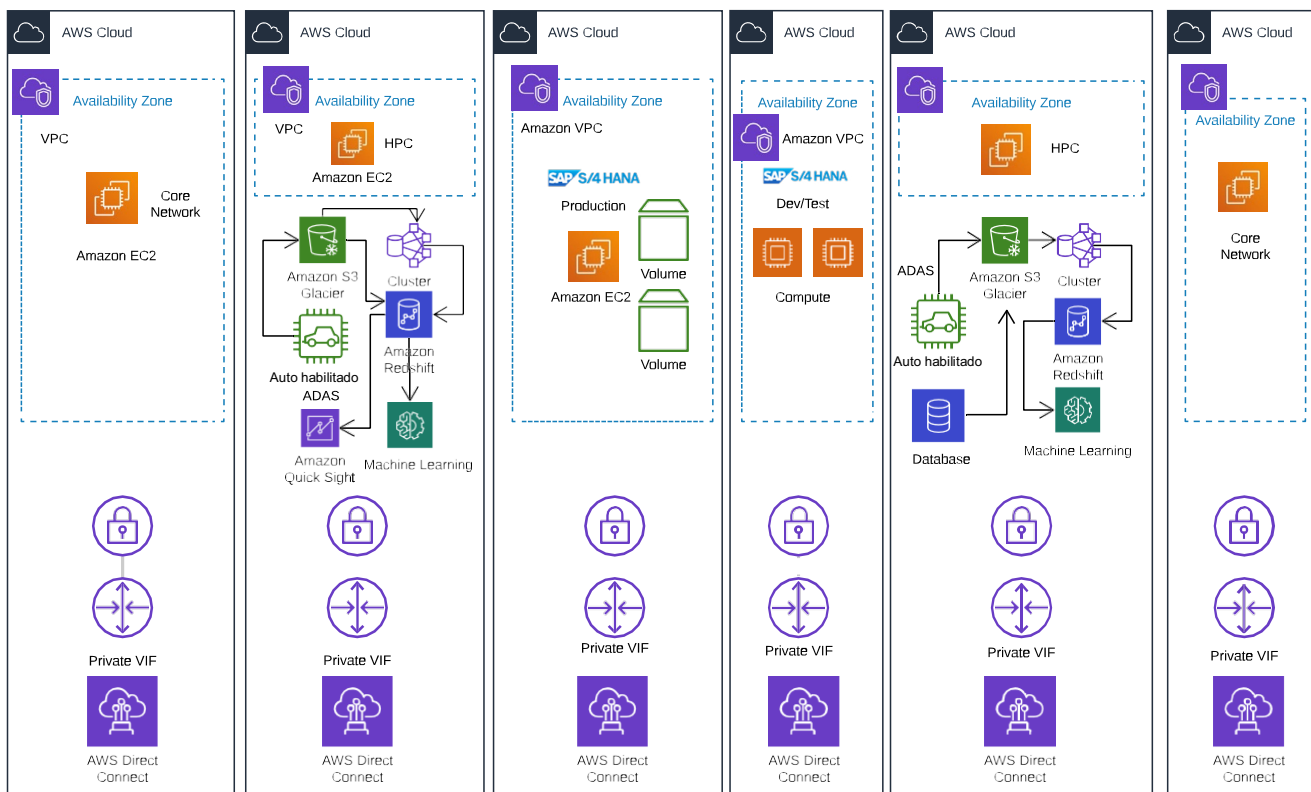 AWS Cloud
Availability Zone
VPC
Core
Network
Amazon EC2
Private VIF
AWS Direct
Connect
AWS Cloud
Availability Zone
VPC
HPC
Amazon EC2
Amazon S3
Glacier
Cluster
Amazon
Redshift
Auto habilitado
ADAS
Amazon
Quick Sight
Machine Learning
Private VIF
AWS Direct
Connect
AWS Cloud
Availability Zone
Amazon VPC
SAP S/4 HANA
Production
Volume
Amazon EC2
Volume
Private VIF
AWS Direct
Connect
AWS Cloud
Availability Zone
Amazon VPC
SAP S/4 HANA
Dev/Test
Compute
Private VIF
AWS Direct
Connect
AWS Cloud
Availability Zone
HPC
ADAS
Amazon S3
Glacier
Cluster
Auto habilitado
Amazon
Redshift
Database
Machine Learning
Private VIF
AWS Direct
Connect
AWS Cloud
Availability Zone
Core
Network
Private VIF
AWS Direct
Connect